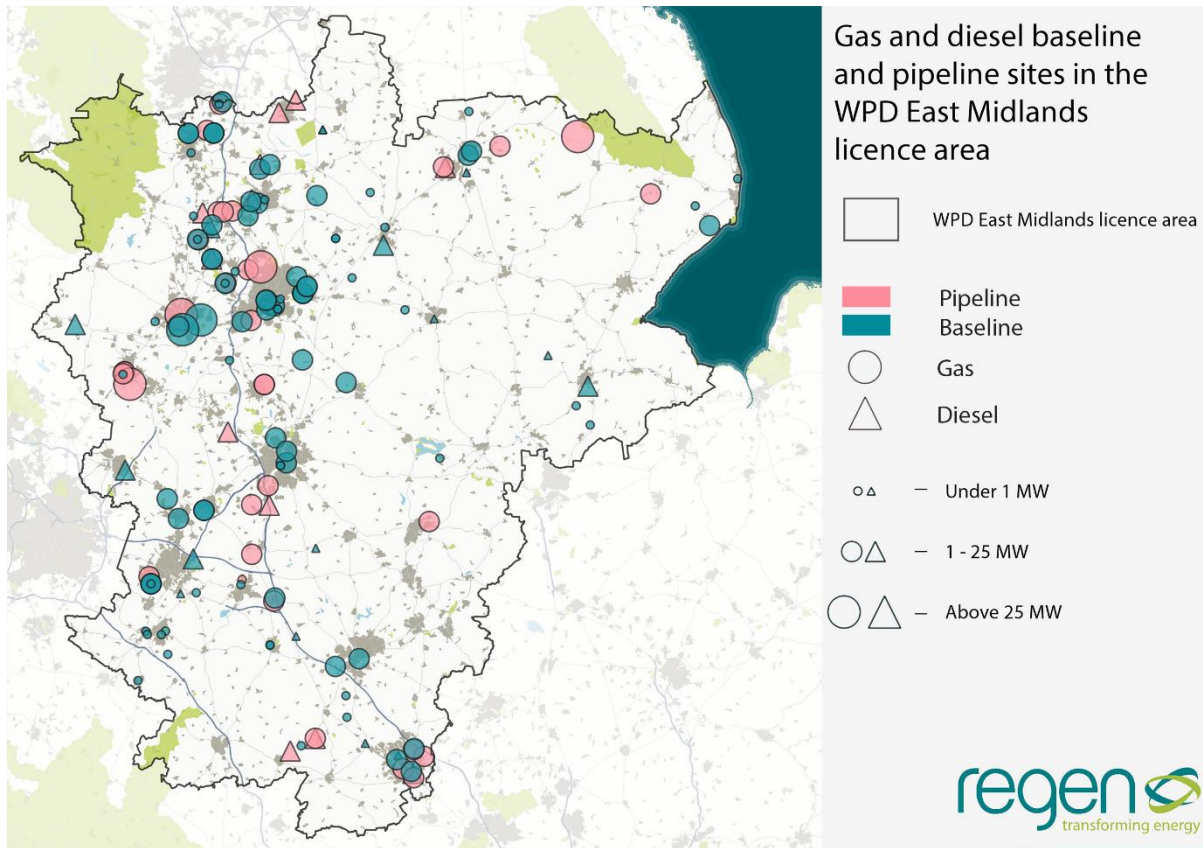 Gas and diesel baseline
and pipeline sites in the
WPD East Midlands
licence area
WPD East Midlands licence area
Pipeline
Baseline
Gas
Diesel
– Under 1 MW
– 1 - 25 MW
– Above 25 MW
regen
transforming energy